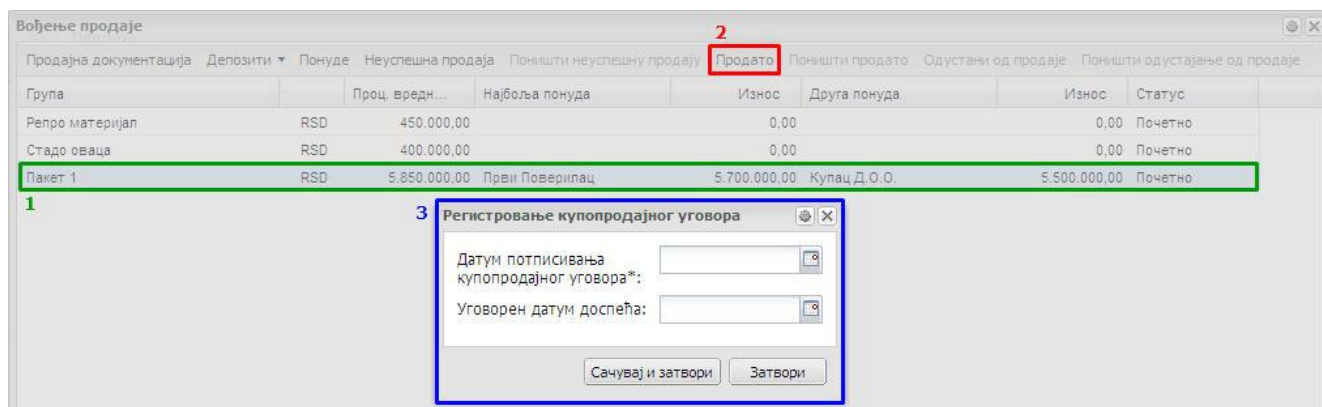 Вођење продаје
2
Продајна документација Депозити Понуде Неуспешна продаја Поништи неуспешну продају Продато Поништи продато Одустани од продаје Поништи одустајање од продаје
Група Проц. вредн... Најбоља понуда Износ Друга понуда Износ Статус
Репро материјал RSD 450.000,00 0,00 0,00 Почетно
Стадо оваца RSD 400.000,00 0,00 0,00 Почетно
Пакет 1 RSD 5.850.000,00 Први Поверилац 5.700.000,00 Купац Д.О.О. 5.500.000,00 Почетно
1
3 Регистровање купопродајног уговора
Датум потписивања
купопродајног уговора*:
Уговорен датум доспећа:
Сачувај и затвори Затвори